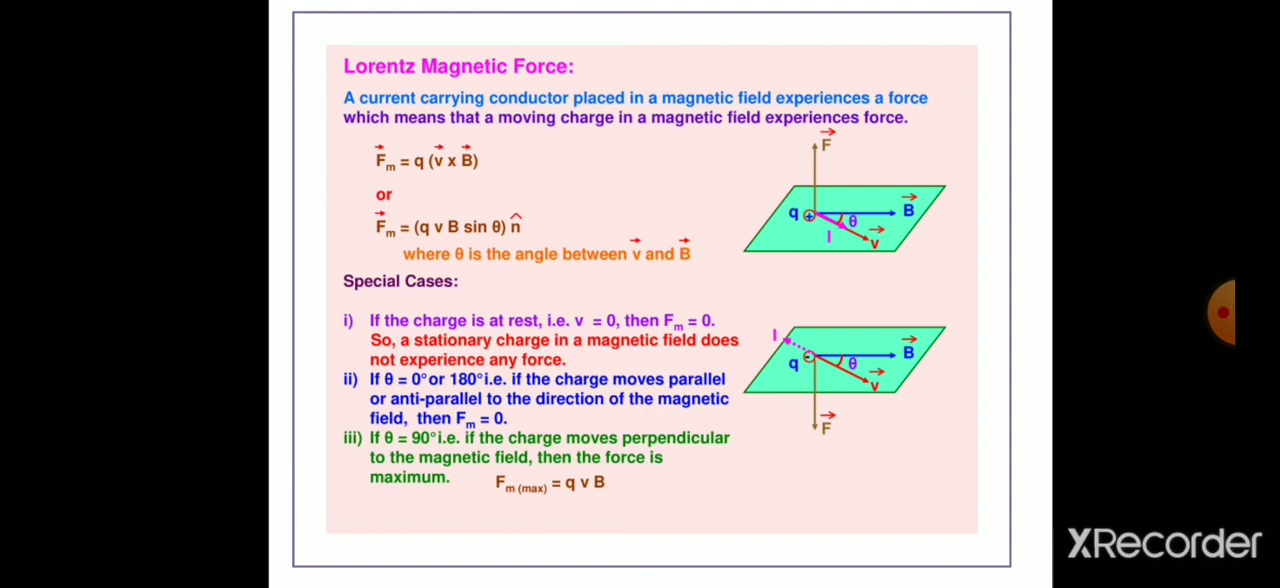 Lorentz Magnetic Force:
A current carrying conductor placed in a magnetic field experiences a force
which means that a moving charge in a magnetic field experiences force.
F⃗m = q (v⃗ x B⃗)
or
F⃗m = (q v B sin θ) n̂
where θ is the angle between v⃗ and B⃗
F⃗
q + θ B⃗
I v⃗
Special Cases:
i) If the charge is at rest, i.e. v = 0, then Fm = 0.
So, a stationary charge in a magnetic field does
not experience any force.
ii) If θ = 0° or 180° i.e. if the charge moves parallel
or anti-parallel to the direction of the magnetic
field, then Fm = 0.
iii) If θ = 90° i.e. if the charge moves perpendicular
to the magnetic field, then the force is
maximum. Fm (max) = q v B
I
q - θ B⃗
v⃗
F⃗
XRecorder